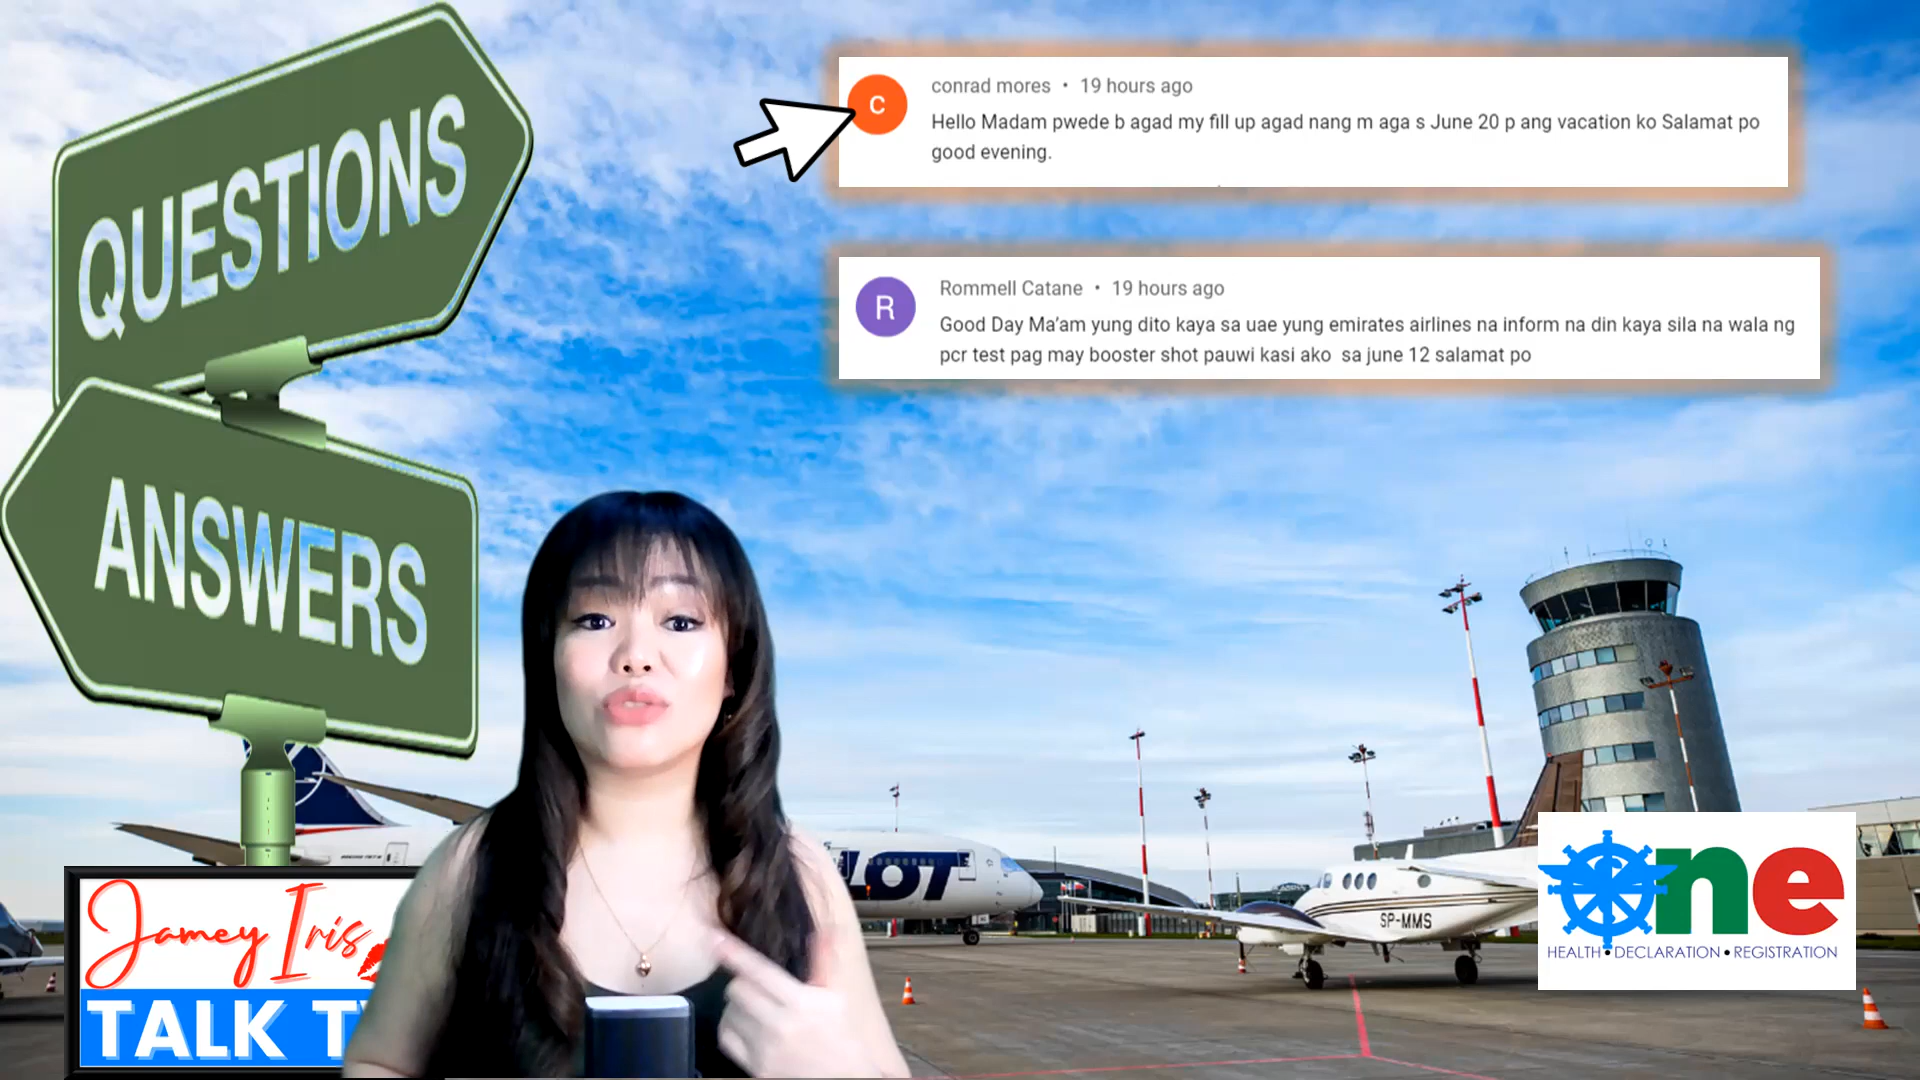 QUESTIONS
ANSWERS
conrad mores • 19 hours ago
Hello Madam pwede b agad my fill up agad nang m aga s June 20 p ang vacation ko Salamat po
good evening.
Rommell Catane • 19 hours ago
Good Day Ma'am yung dito kaya sa uae yung emirates airlines na inform na din kaya sila na wala ng
pcr test pag may booster shot pauwi kasi ako sa june 12 salamat po
C
R
Jamey Iris
TALK
LOT
SP-MMS
one
HEALTH•DECLARATION•REGISTRATION